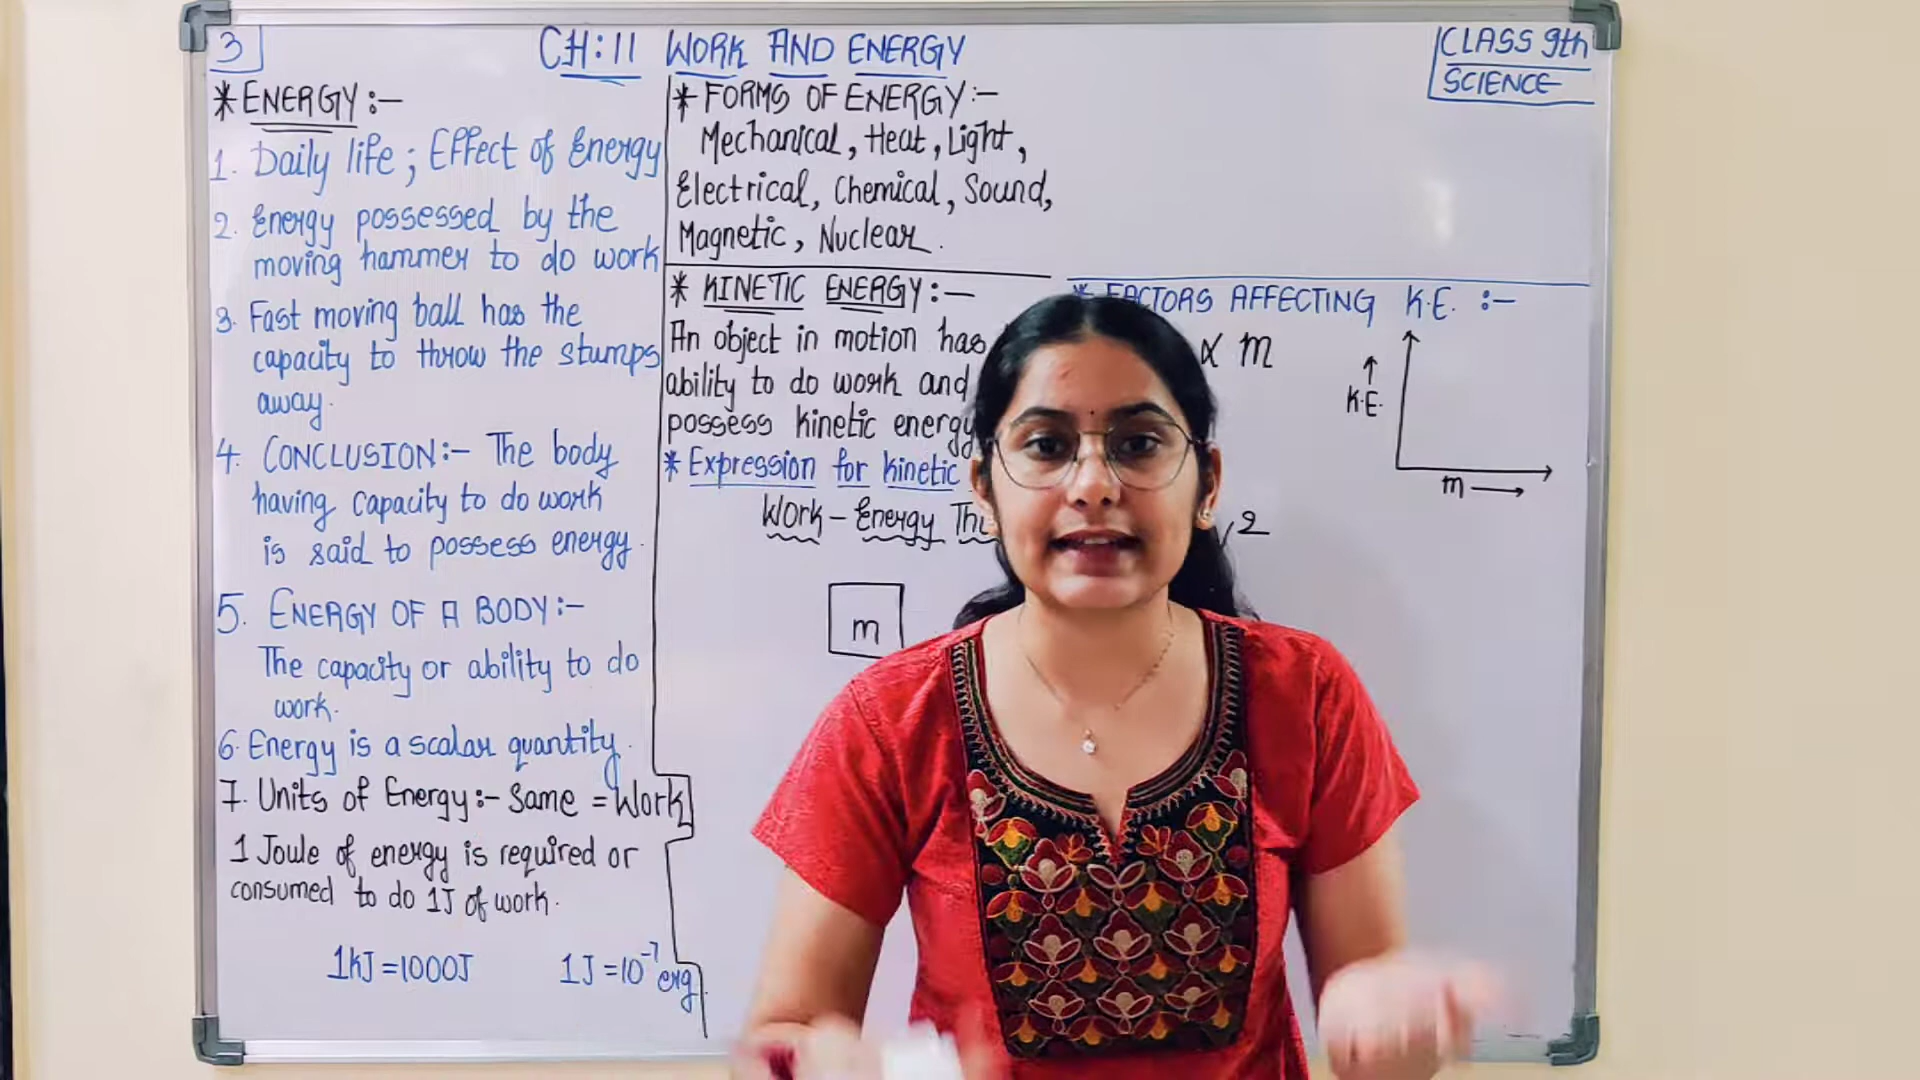 3
CH:11 WORK AND ENERGY
CLASS 9th
SCIENCE
* ENERGY:-
1. Daily life ; Effect of Energy
2. Energy possessed by the
moving hammer to do work
3. Fast moving ball has the
capacity to throw the stumps
away.
4. CONCLUSION:- The body
having capacity to do work
is said to possess energy.
5. ENERGY OF A BODY:-
The capacity or ability to do
work.
6. Energy is a scalar quantity.
7. Units of Energy:- Same = Work
1 Joule of energy is required or
consumed to do 1J of work.
1kJ = 1000J 1J = 10⁻⁷ erg
* FORMS OF ENERGY:-
Mechanical, Heat, Light,
Electrical, Chemical, Sound,
Magnetic, Nuclear.
* KINETIC ENERGY:-
An object in motion has
ability to do work and
possess kinetic energy
* Expression for kinetic
Work - Energy
m
* FACTORS AFFECTING K.E. :-
∝ m
↑
K.E.
m →
v²